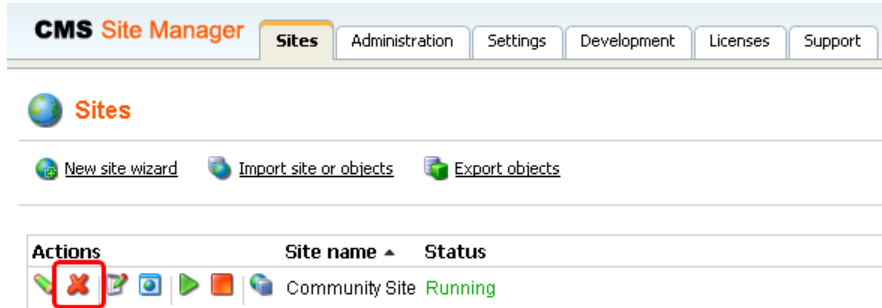 CMS Site Manager Sites Administration Settings Development Licenses Support
Sites
New site wizard Import site or objects Export objects
Actions Site name Status
Community Site Running